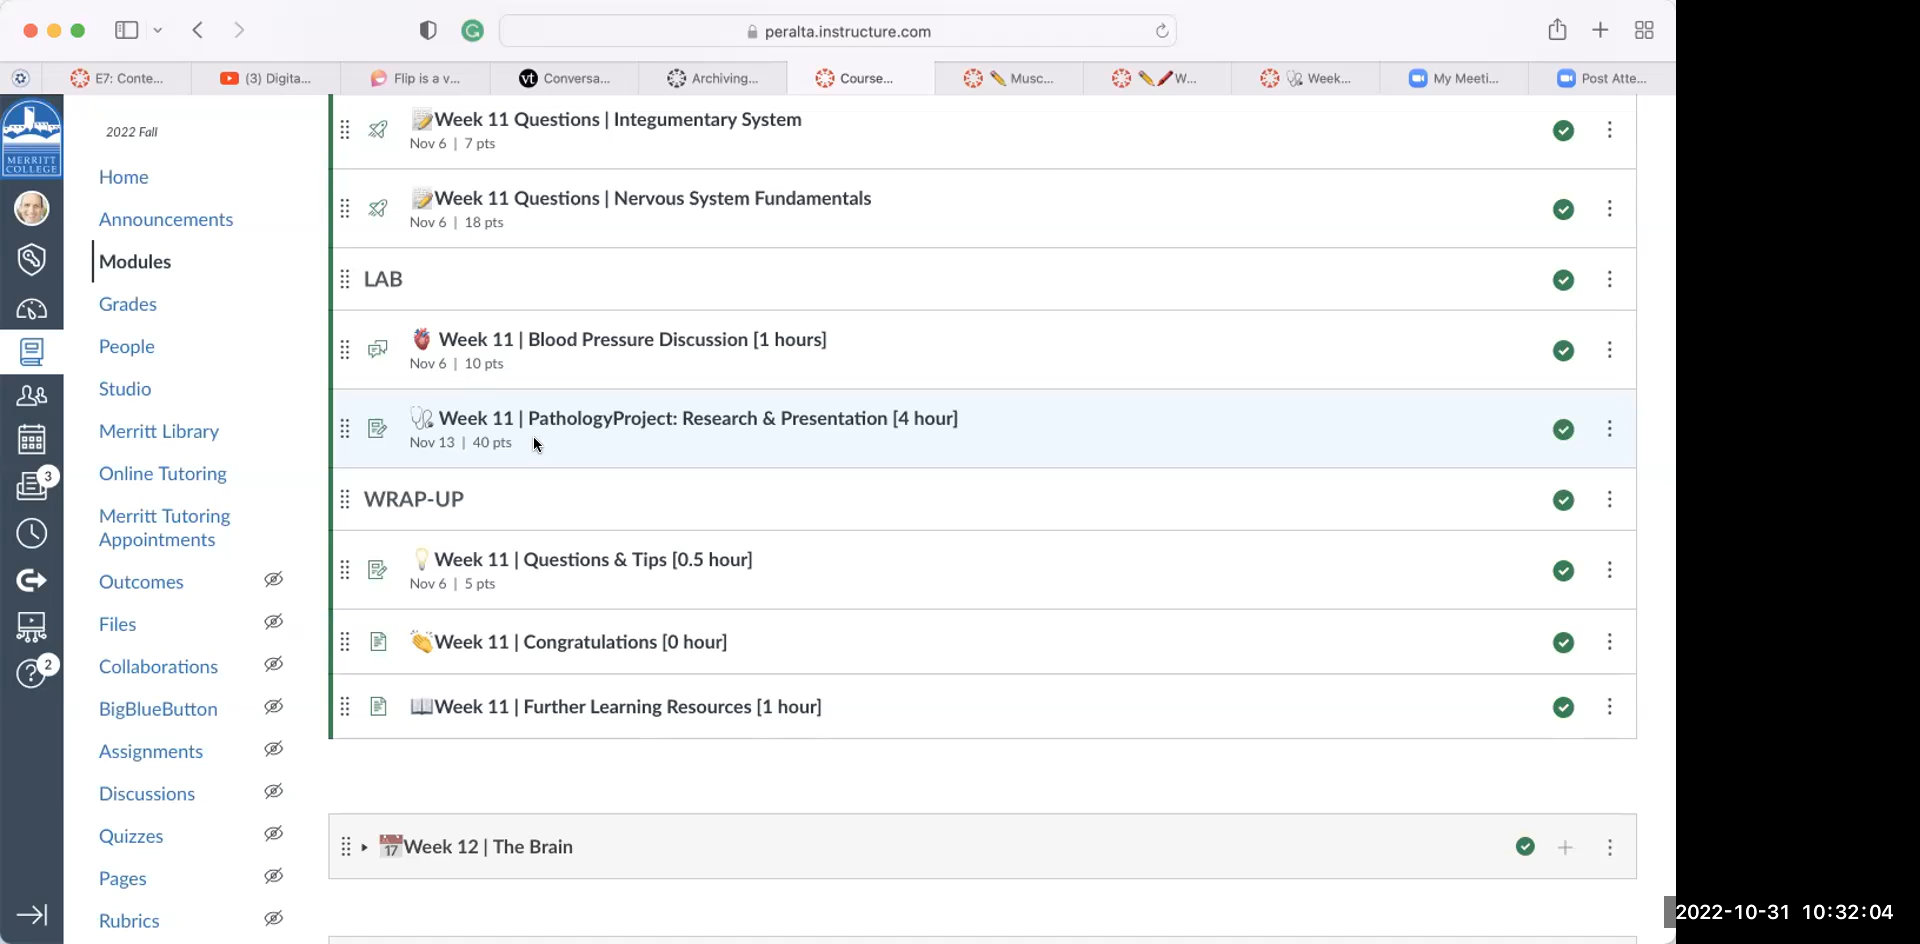 peralta.instructure.com
E7: Conte...
(3) Digita...
Flip is a v...
vt Conversa...
Archiving...
Course...
✏️ Musc...
✏️🖍️W...
🩺 Week...
My Meeti...
Post Atte...
MERRITT
COLLEGE
3
2
2022 Fall
Home
Announcements
Modules
Grades
People
Studio
Merritt Library
Online Tutoring
Merritt Tutoring
Appointments
Outcomes
Files
Collaborations
BigBlueButton
Assignments
Discussions
Quizzes
Pages
Rubrics
📝Week 11 Questions | Integumentary System
Nov 6 | 7 pts
📝Week 11 Questions | Nervous System Fundamentals
Nov 6 | 18 pts
LAB
🫀 Week 11 | Blood Pressure Discussion [1 hours]
Nov 6 | 10 pts
🩺 Week 11 | PathologyProject: Research & Presentation [4 hour]
Nov 13 | 40 pts
WRAP-UP
💡Week 11 | Questions & Tips [0.5 hour]
Nov 6 | 5 pts
👏Week 11 | Congratulations [0 hour]
📖Week 11 | Further Learning Resources [1 hour]
📅Week 12 | The Brain
2022-10-31 10:32:04